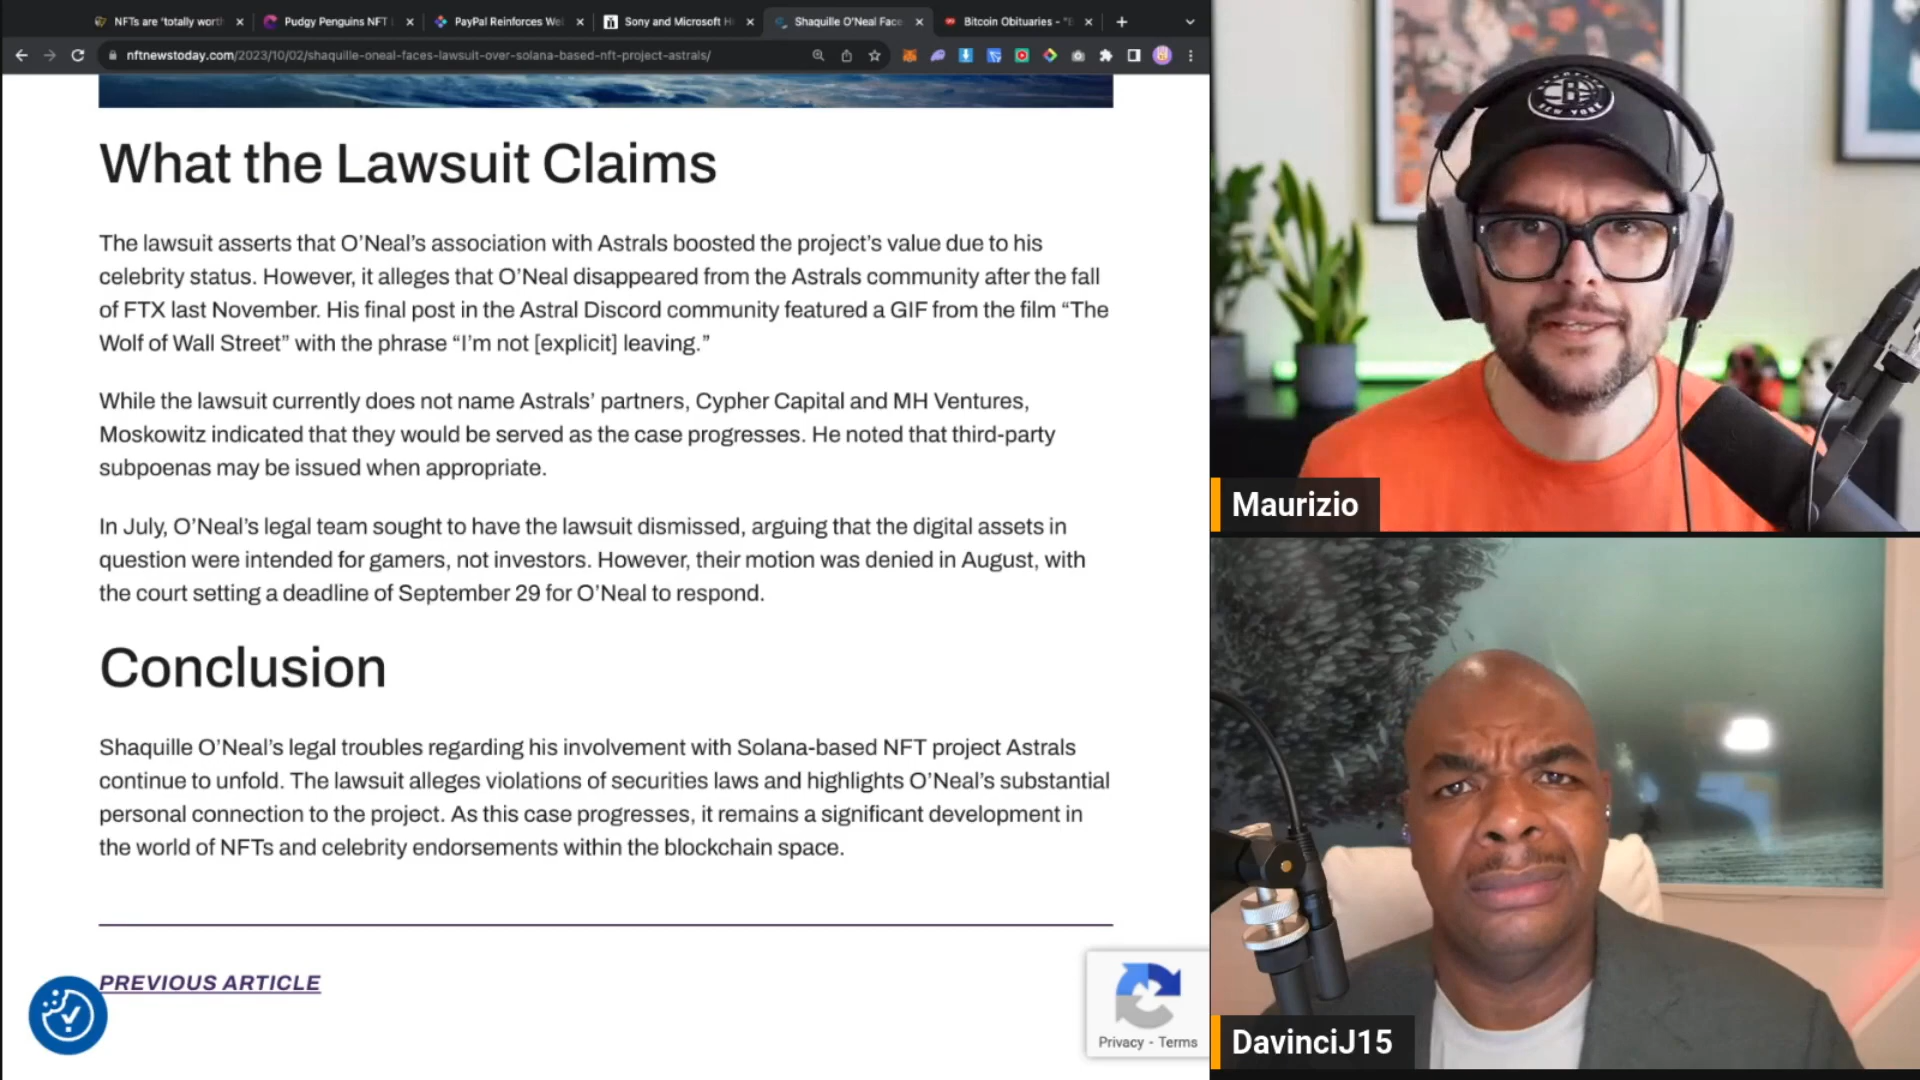 NFTs are 'totally wort
Pudgy Penguins NFT
PayPal Reinforces We
Sony and Microsoft H
Shaquille O'Neal Face
Bitcoin Obituaries - "B
nftnewstoday.com/2023/10/02/shaquille-oneal-faces-lawsuit-over-solana-based-nft-project-astrals/
What the Lawsuit Claims
The lawsuit asserts that O’Neal’s association with Astrals boosted the project’s value due to his
celebrity status. However, it alleges that O’Neal disappeared from the Astrals community after the fall
of FTX last November. His final post in the Astral Discord community featured a GIF from the film “The
Wolf of Wall Street” with the phrase “I’m not [explicit] leaving.”
While the lawsuit currently does not name Astrals’ partners, Cypher Capital and MH Ventures,
Moskowitz indicated that they would be served as the case progresses. He noted that third-party
subpoenas may be issued when appropriate.
In July, O’Neal’s legal team sought to have the lawsuit dismissed, arguing that the digital assets in
question were intended for gamers, not investors. However, their motion was denied in August, with
the court setting a deadline of September 29 for O’Neal to respond.
Conclusion
Shaquille O’Neal’s legal troubles regarding his involvement with Solana-based NFT project Astrals
continue to unfold. The lawsuit alleges violations of securities laws and highlights O’Neal’s substantial
personal connection to the project. As this case progresses, it remains a significant development in
the world of NFTs and celebrity endorsements within the blockchain space.
PREVIOUS ARTICLE
Privacy - Terms
B
NEW YORK
Maurizio
DavinciJ15